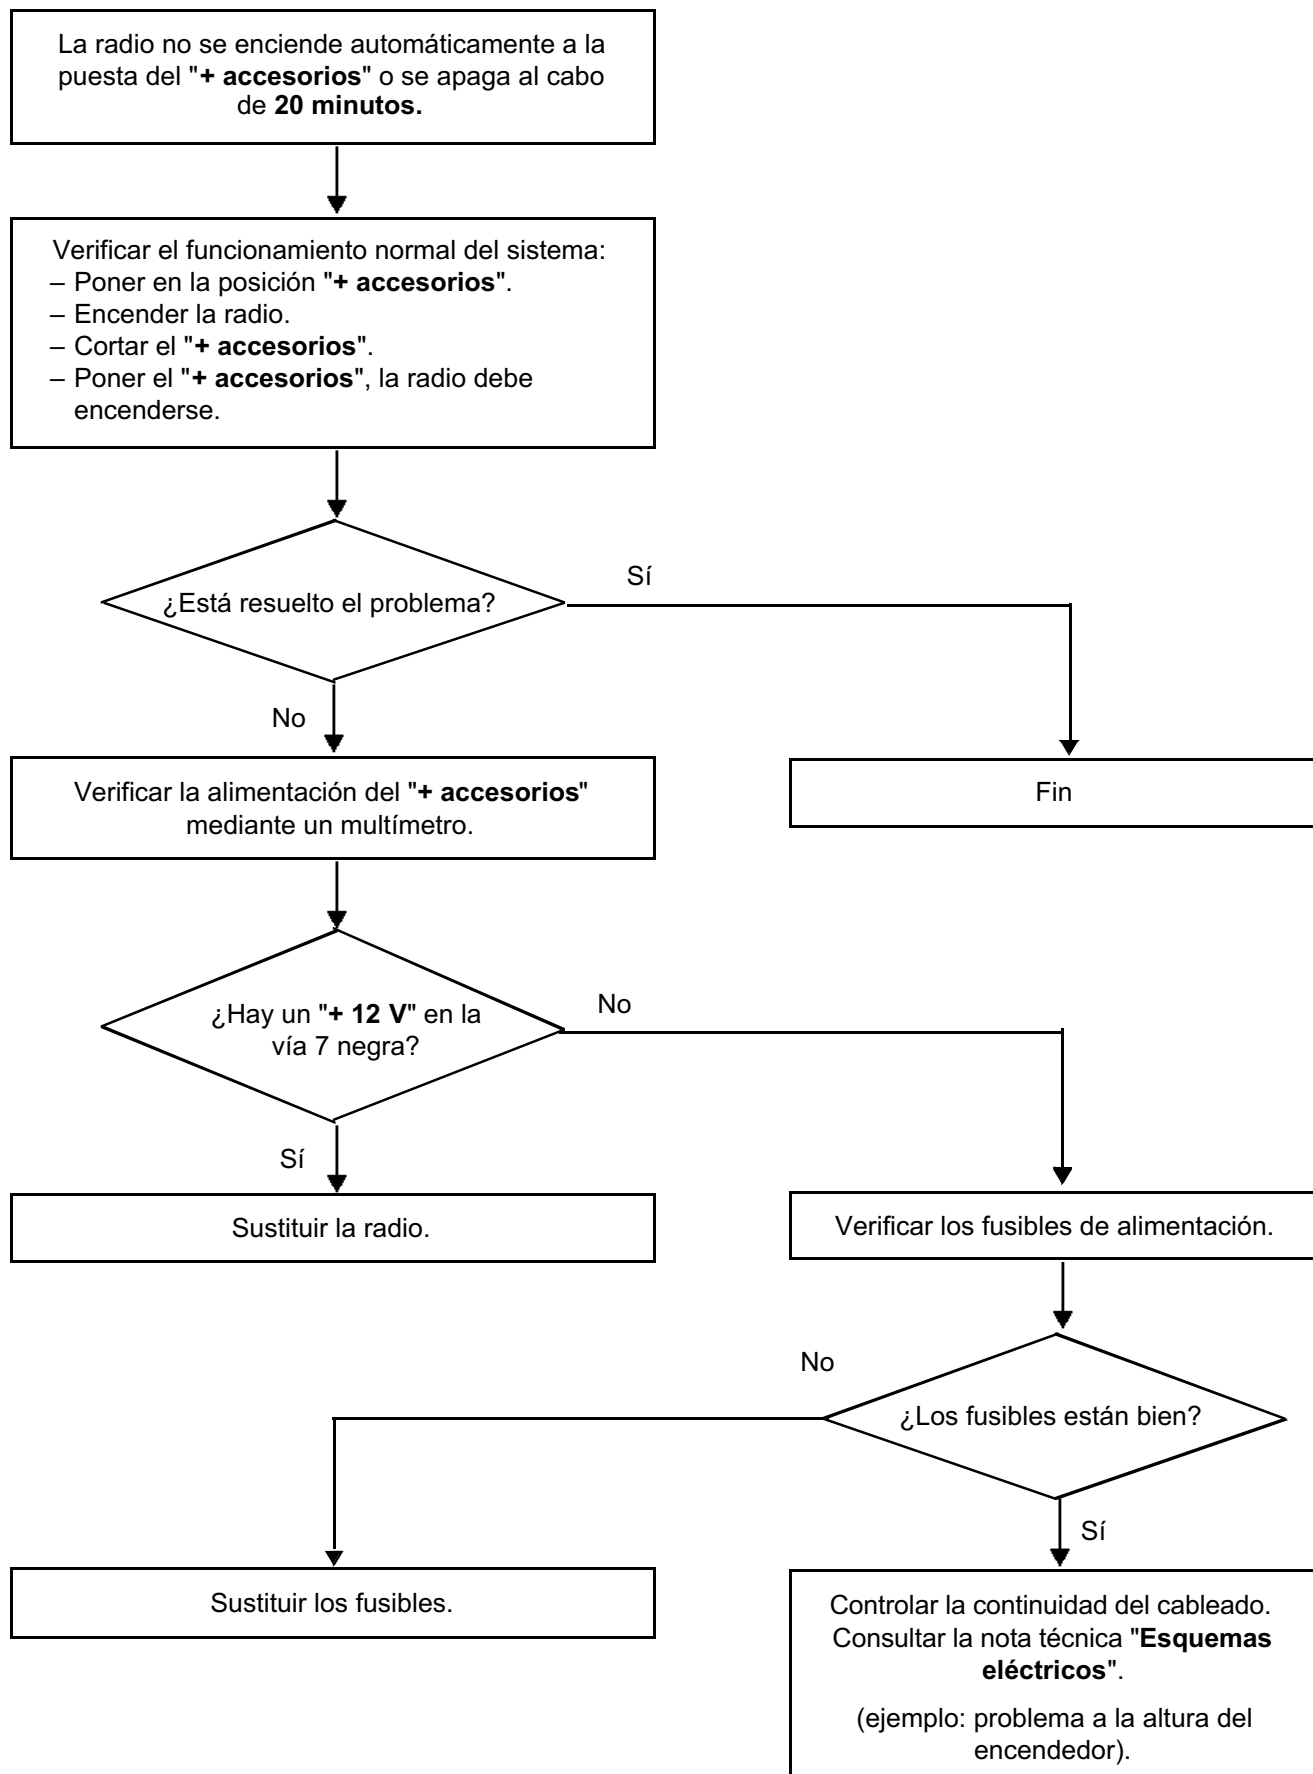 La radio no se enciende automáticamente a la
puesta del "+ accesorios" o se apaga al cabo
de 20 minutos.
Verificar el funcionamiento normal del sistema:
– Poner en la posición "+ accesorios".
– Encender la radio.
– Cortar el "+ accesorios".
– Poner el "+ accesorios", la radio debe
encenderse.
¿Está resuelto el problema?
Sí
No
Verificar la alimentación del "+ accesorios"
mediante un multímetro.
Fin
¿Hay un "+ 12 V" en la
vía 7 negra?
No
Sí
Sustituir la radio.
Verificar los fusibles de alimentación.
No
¿Los fusibles están bien?
Sí
Sustituir los fusibles.
Controlar la continuidad del cableado.
Consultar la nota técnica "Esquemas
eléctricos".
(ejemplo: problema a la altura del
encendedor).